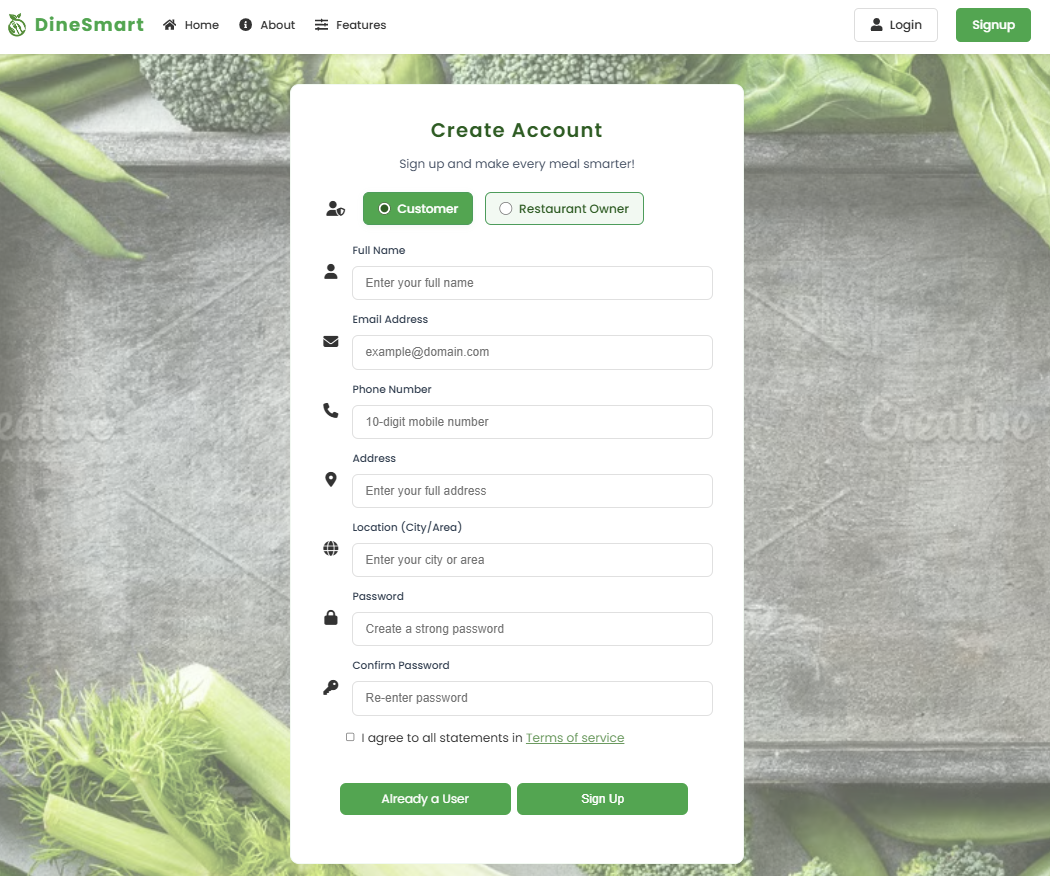 DineSmart Home About Features Login Signup
Create Account
Sign up and make every meal smarter!
Customer Restaurant Owner
Full Name
Enter your full name
Email Address
example@domain.com
Phone Number
10-digit mobile number
Address
Enter your full address
Location (City/Area)
Enter your city or area
Password
Create a strong password
Confirm Password
Re-enter password
I agree to all statements in Terms of service
Already a User Sign Up
Creative